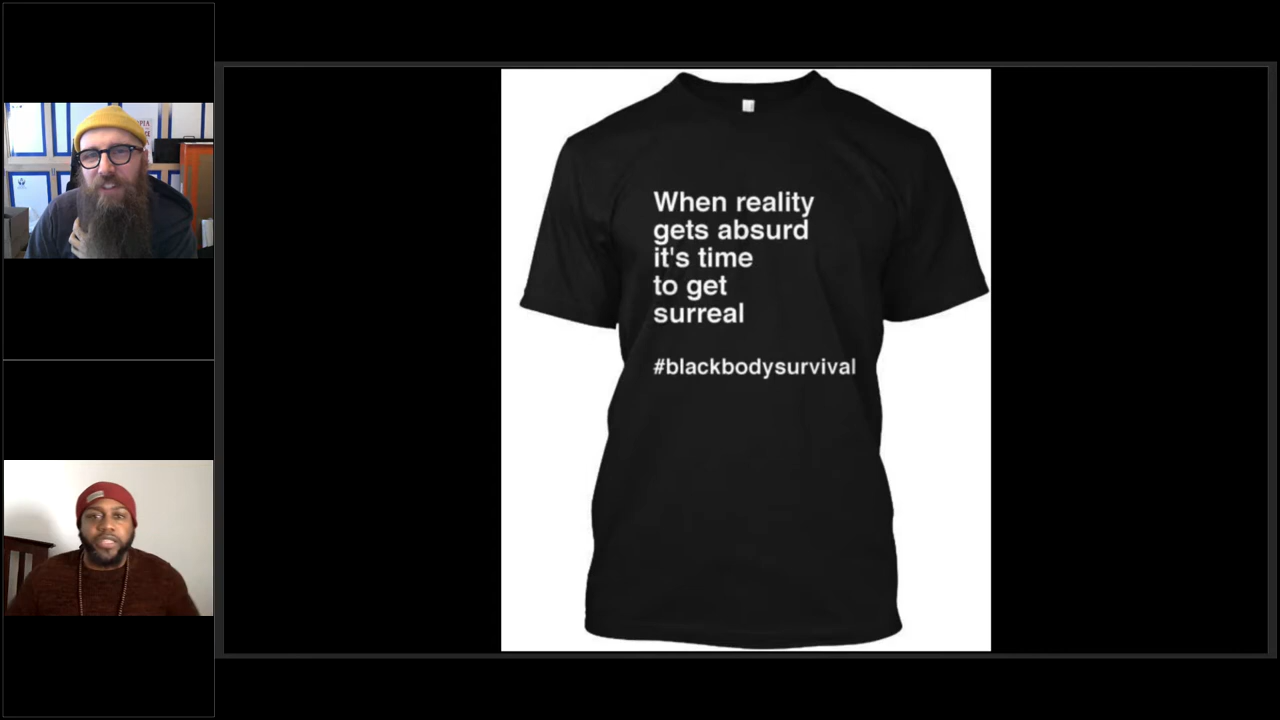 When reality
gets absurd
it's time
to get
surreal
#blackbodysurvival